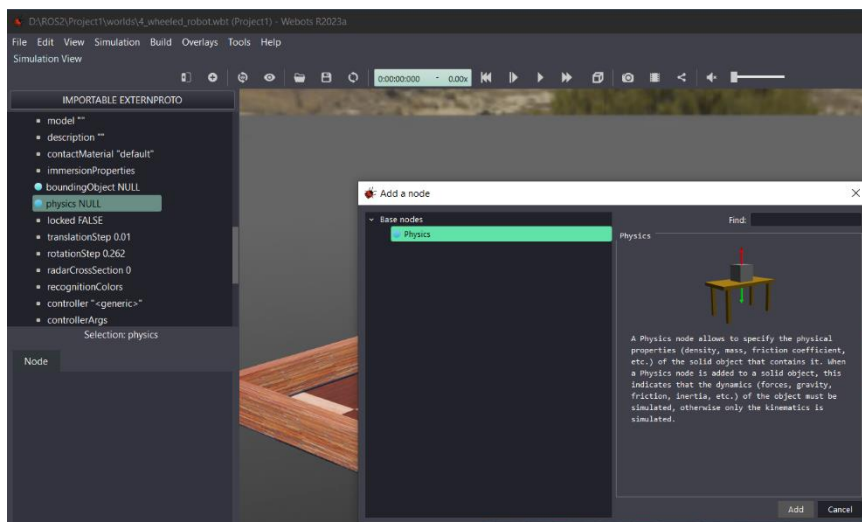 D:\ROS2\Project1\worlds\4_wheeled_robot.wbt (Project1) - Webots R2023a
File Edit View Simulation Build Overlays Tools Help
Simulation View
0:00:00:000 - 0.00x
IMPORTABLE EXTERNPROTO
model ""
description ""
contactMaterial "default"
immersionProperties
boundingObject NULL
physics NULL
locked FALSE
translationStep 0.01
rotationStep 0.262
radarCrossSection 0
recognitionColors
controller "<generic>"
controllerArgs
Selection: physics
Node
Add a node
Base nodes
Physics
Find:
Physics
A Physics node allows to specify the physical
properties (density, mass, friction coefficient,
etc.) of the solid object that contains it. When
a Physics node is added to a solid object, this
indicates that the dynamics (forces, gravity,
friction, inertia, etc.) of the object must be
simulated, otherwise only the kinematics is
simulated.
Add Cancel